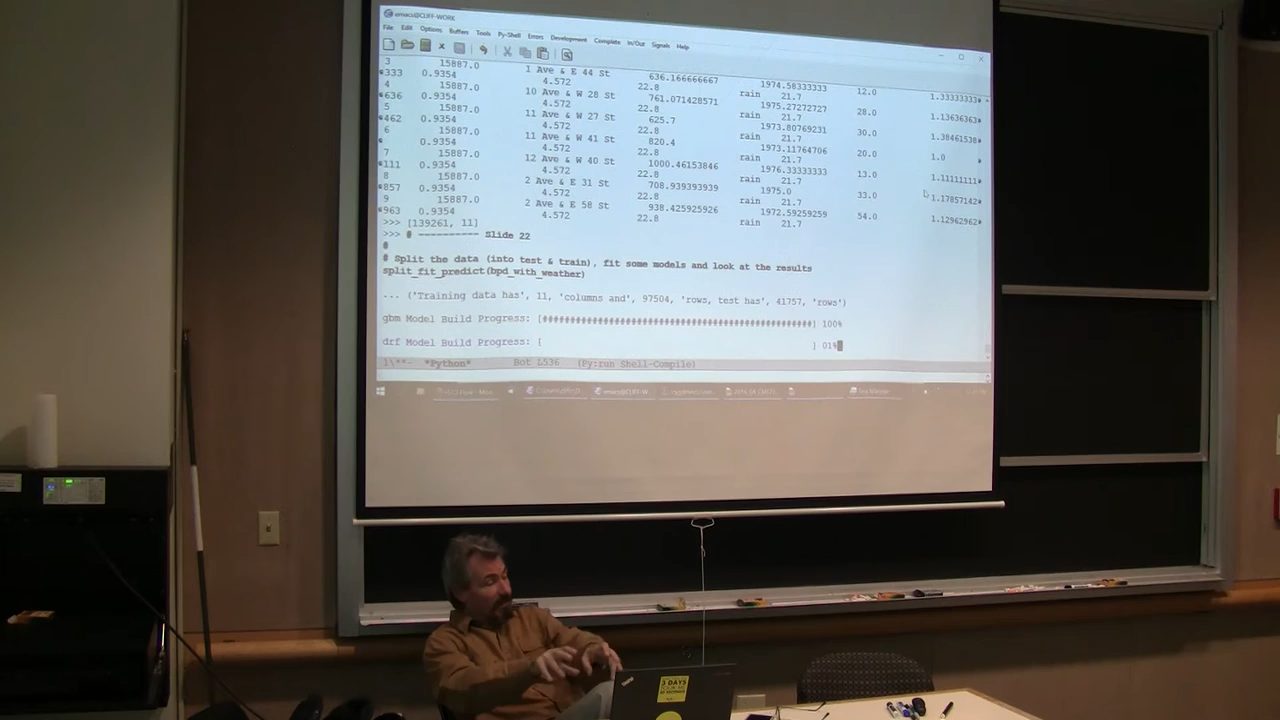 emacs@CLIFF-WORK
File Edit Options Buffers Tools Py-Shell Errors Development Complete In/Out Signals Help
3 15887.0 1 Ave & E 44 St 636.166666667 1974.58333333 12.0 1.33333333
333 0.9354 4.572 22.8 rain 21.7
4 15887.0 10 Ave & W 28 St 761.071428571 1975.27272727 28.0 1.13636363
636 0.9354 4.572 22.8 rain 21.7
5 15887.0 11 Ave & W 27 St 625.7 1973.80769231 30.0 1.38461538
462 0.9354 4.572 22.8 rain 21.7
6 15887.0 11 Ave & W 41 St 820.4 1973.11764706 20.0 1.0
0.9354 4.572 22.8 rain 21.7
7 15887.0 12 Ave & W 40 St 1000.46153846 1976.33333333 13.0 1.11111111
111 0.9354 4.572 22.8 rain 21.7
8 15887.0 2 Ave & E 31 St 708.939393939 1975.0 33.0 1.17857142
857 0.9354 4.572 22.8 rain 21.7
9 15887.0 2 Ave & E 58 St 938.425925926 1972.59259259 54.0 1.12962962
963 0.9354 4.572 22.8 rain 21.7
>>> [139261, 11]
>>> # ---------- Slide 22
#
# Split the data (into test & train), fit some models and look at the results
split_fit_predict(bpd_with_weather)
... ('Training data has', 11, 'columns and', 97504, 'rows, test has', 41757, 'rows')
gbm Model Build Progress: [##################################################] 100%
drf Model Build Progress: [ ] 01%
1\**- *Python* Bot L536 (Py:run Shell-Compile)
emacs@CLIFF-W...
3 DAYS